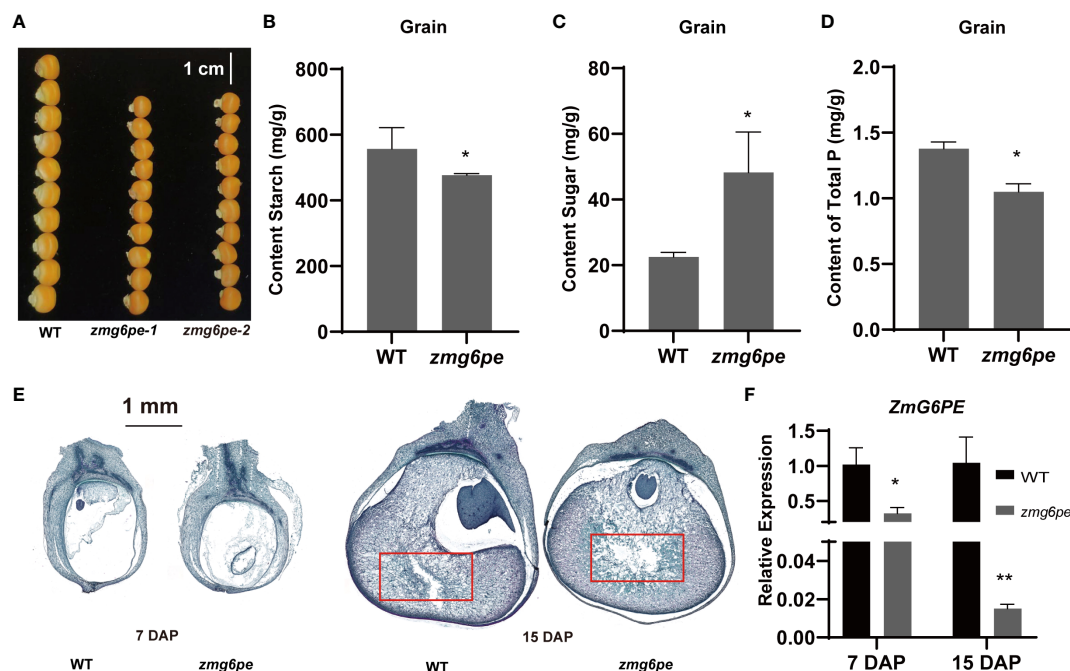 A
1 cm
WT
zmg6pe-1
zmg6pe-2
B
Grain
Content Starch (mg/g)
800
600
400
200
0
*
WT
zmg6pe
C
Grain
Content Sugar (mg/g)
80
60
40
20
0
*
WT
zmg6pe
D
Grain
Content of Total P (mg/g)
2.0
1.5
1.0
0.5
0.0
*
WT
zmg6pe
E
1 mm
7 DAP
15 DAP
WT
zmg6pe
WT
zmg6pe
F
ZmG6PE
Relative Expression
1.5
1.0
0.5
0.04
0.02
0.00
*
**
WT
zmg6pe
7 DAP
15 DAP